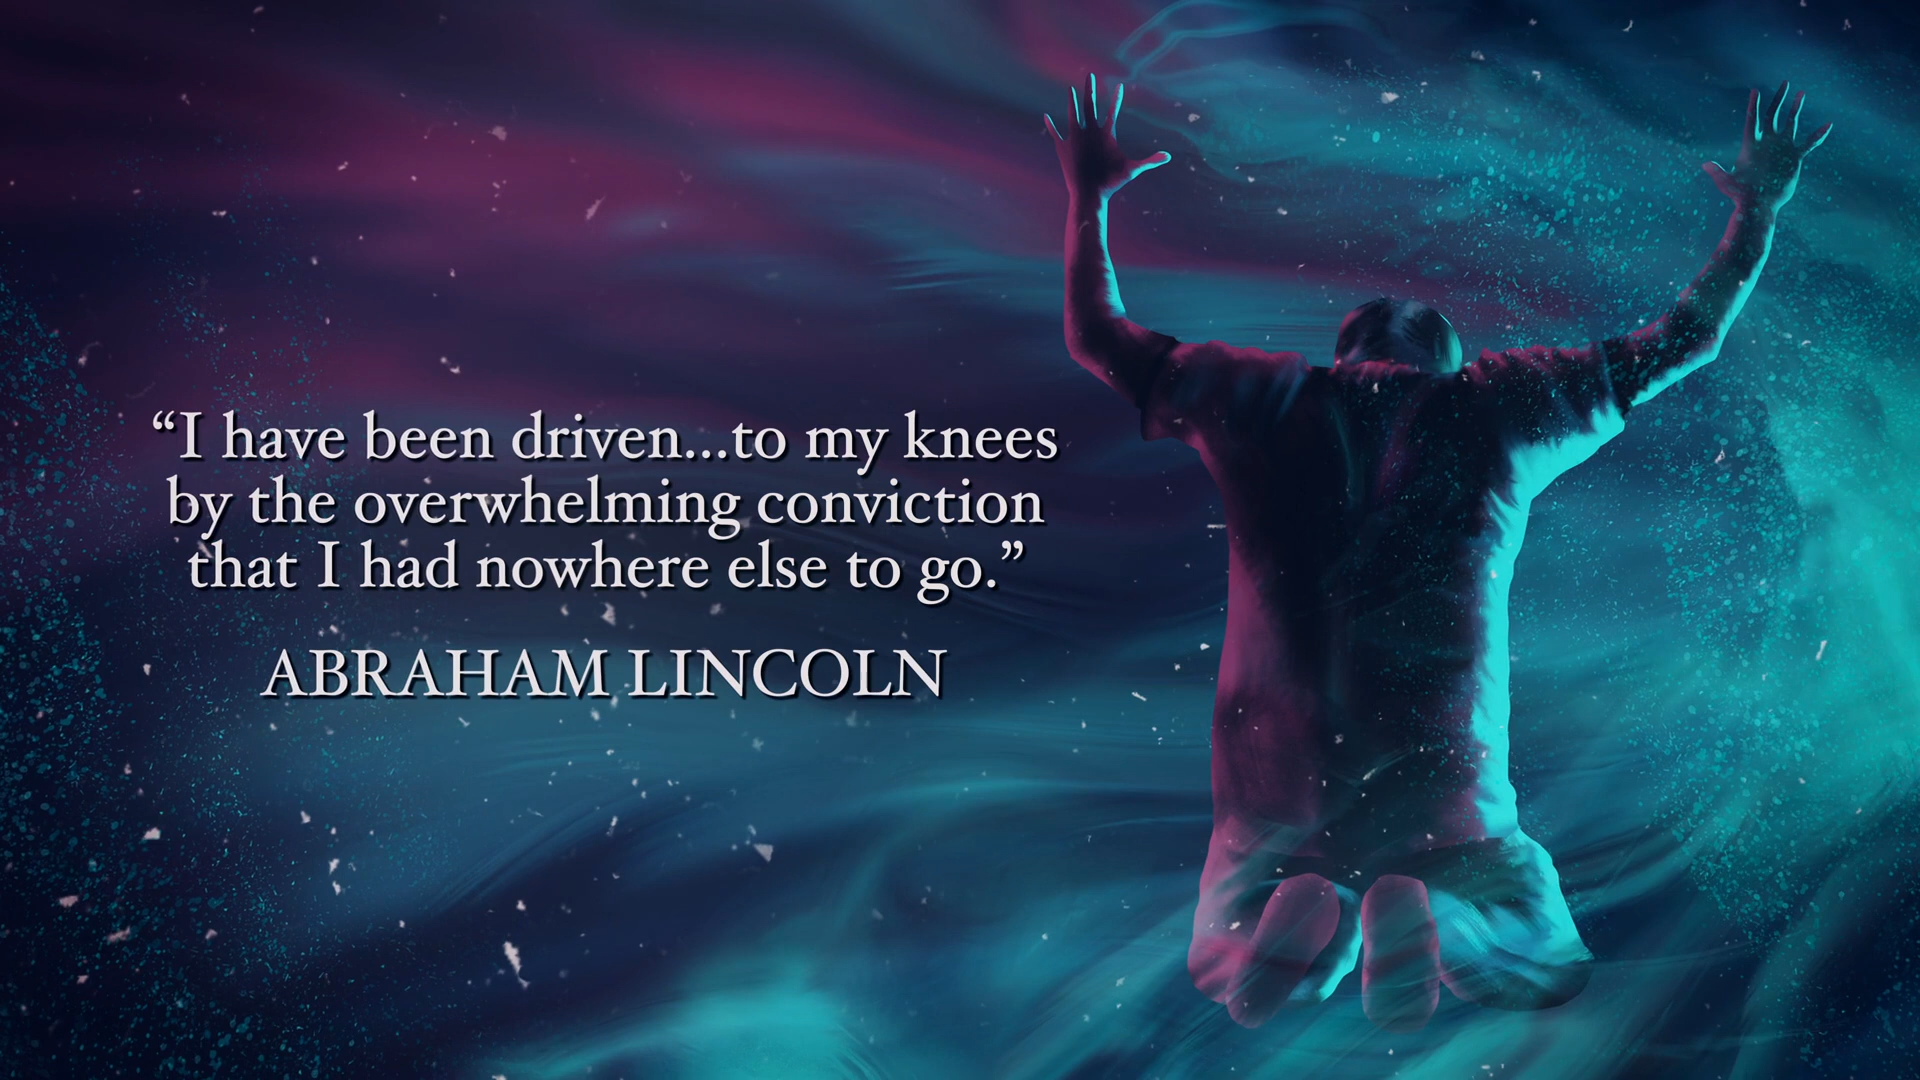 “I have been driven...to my knees
by the overwhelming conviction
that I had nowhere else to go.”
ABRAHAM LINCOLN